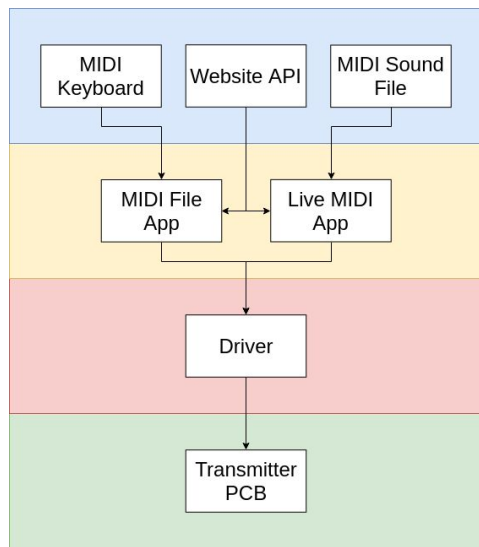 MIDI
Keyboard
Website API
MIDI Sound
File
MIDI File
App
Live MIDI
App
Driver
Transmitter
PCB